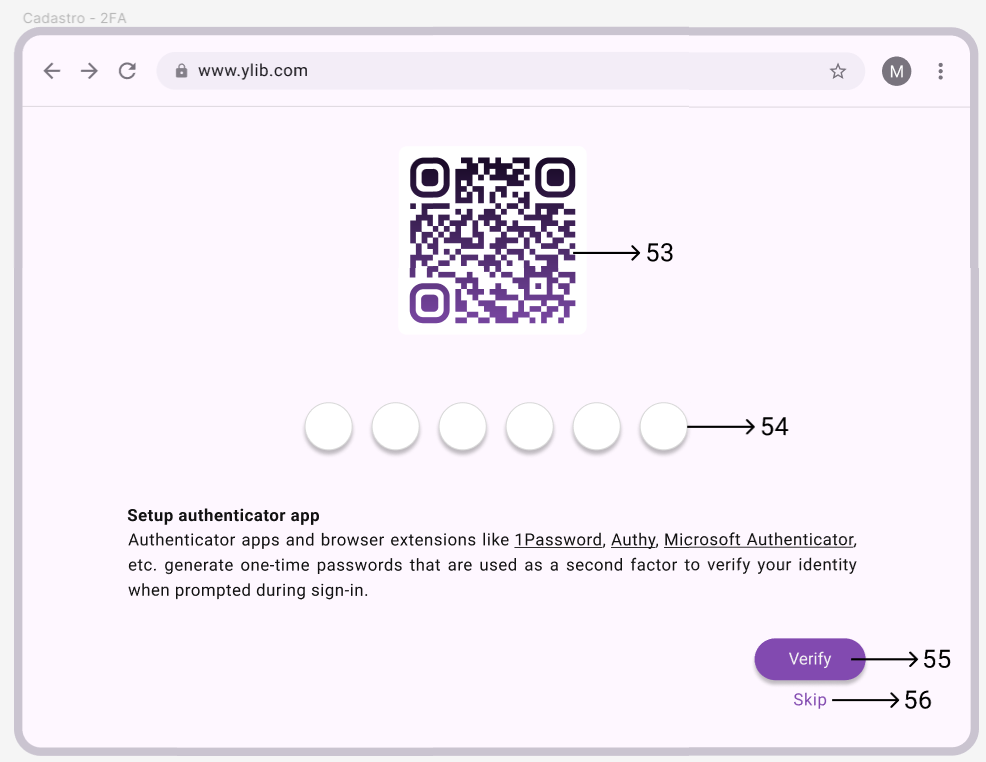 Cadastro - 2FA
www.ylib.com
M
53
54
Setup authenticator app
Authenticator apps and browser extensions like 1Password, Authy, Microsoft Authenticator,
etc. generate one-time passwords that are used as a second factor to verify your identity
when prompted during sign-in.
Verify
55
Skip
56